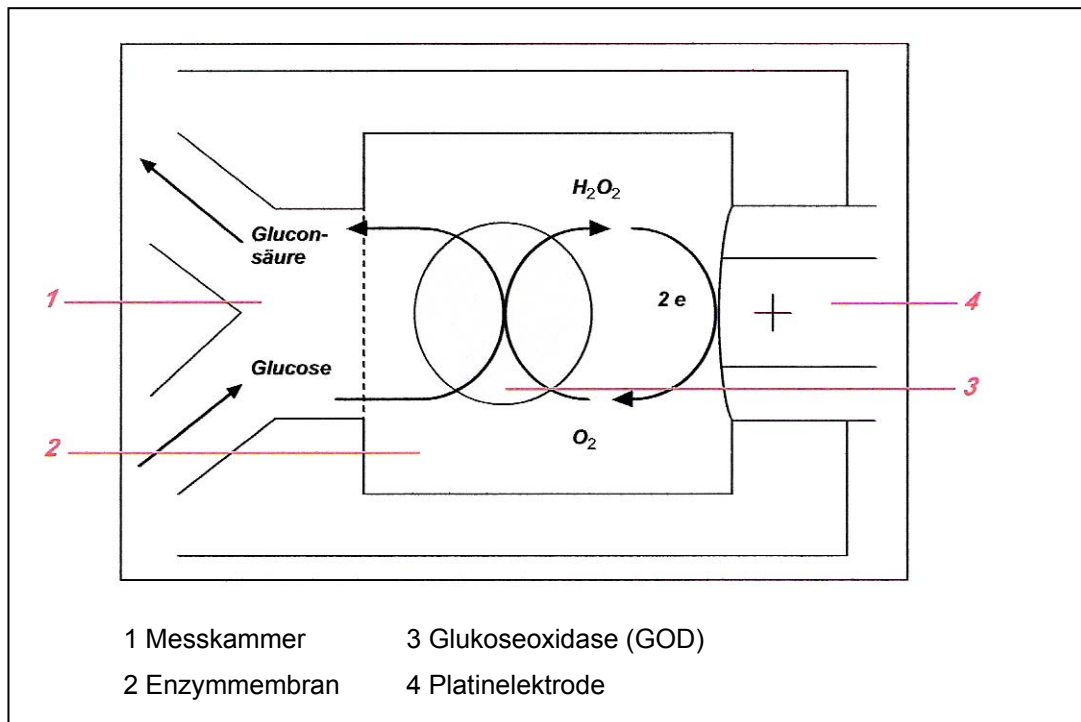 H₂O₂
Glucon-
säure
1
2 e
+
4
Glucose
3
O₂
2
1 Messkammer 3 Glukoseoxidase (GOD)
2 Enzymmembran 4 Platinelektrode